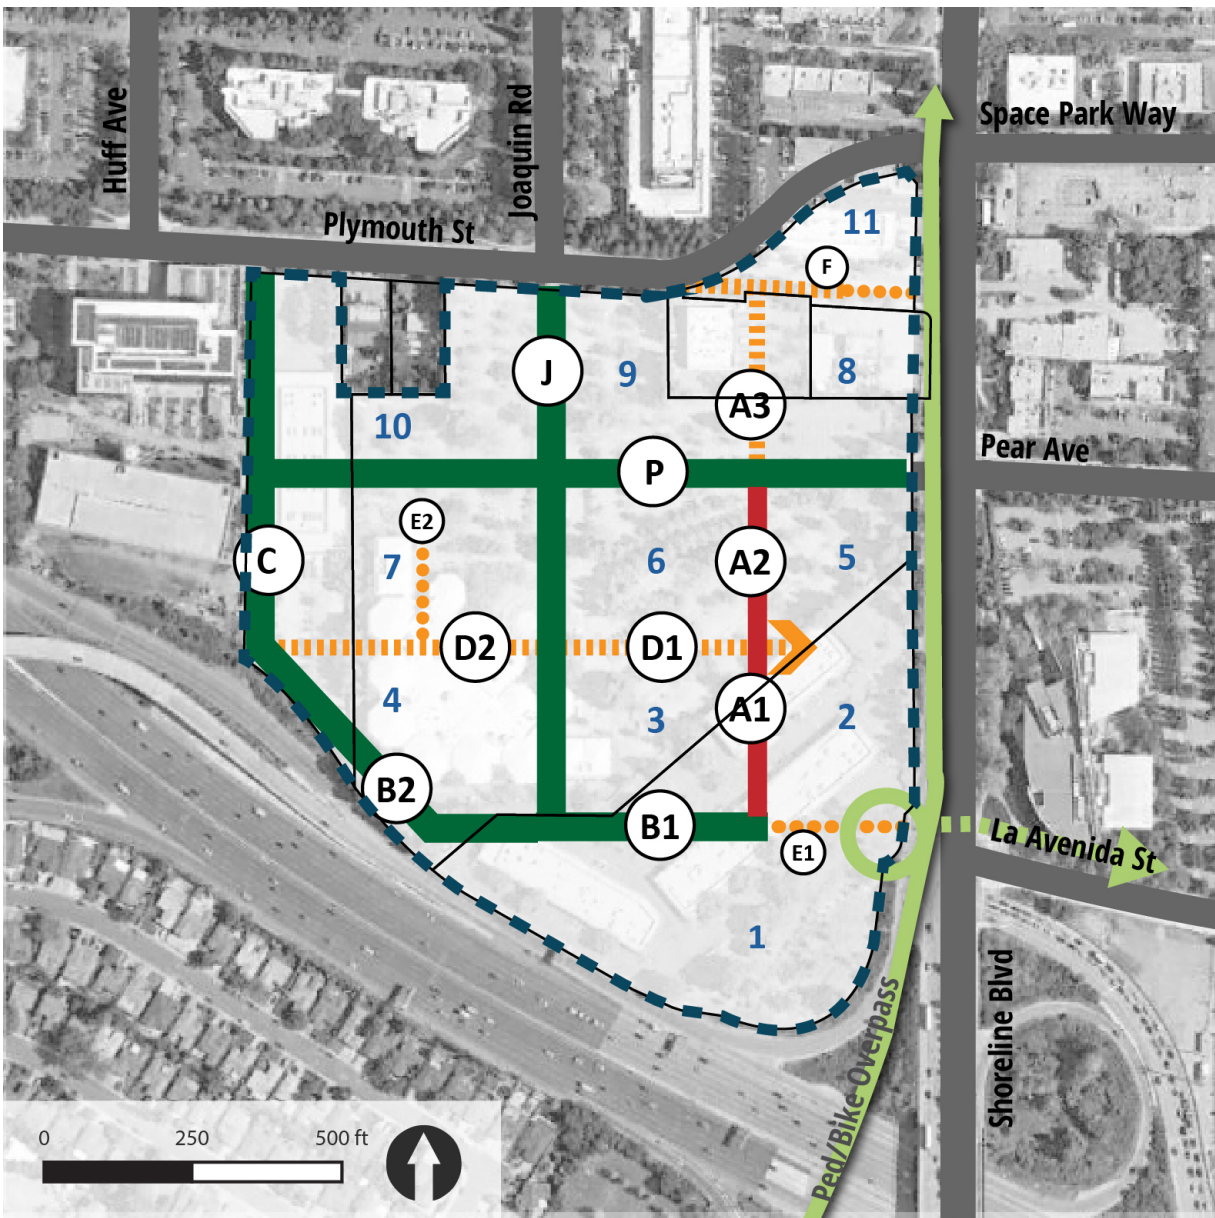 Huff Ave
Joaquin Rd
Space Park Way
Plymouth St
11
F
J
9
8
A3
10
Pear Ave
P
E2
C
7
6
A2
5
D2
D1
4
3
A1
2
B2
B1
E1
La Avenida St
1
Shoreline Blvd
Ped/Bike Overpass
0 250 500 ft